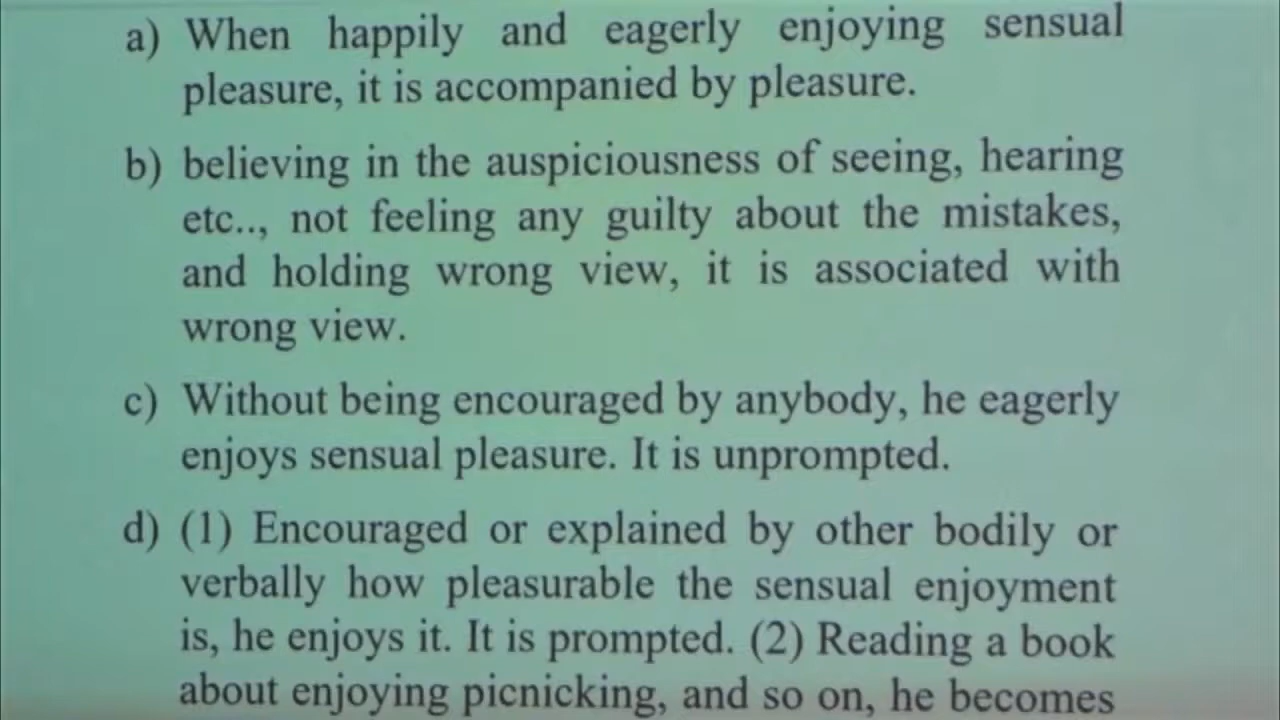 a) When happily and eagerly enjoying sensual
pleasure, it is accompanied by pleasure.
b) believing in the auspiciousness of seeing, hearing
etc.., not feeling any guilty about the mistakes,
and holding wrong view, it is associated with
wrong view.
c) Without being encouraged by anybody, he eagerly
enjoys sensual pleasure. It is unprompted.
d) (1) Encouraged or explained by other bodily or
verbally how pleasurable the sensual enjoyment
is, he enjoys it. It is prompted. (2) Reading a book
about enjoying picnicking, and so on, he becomes